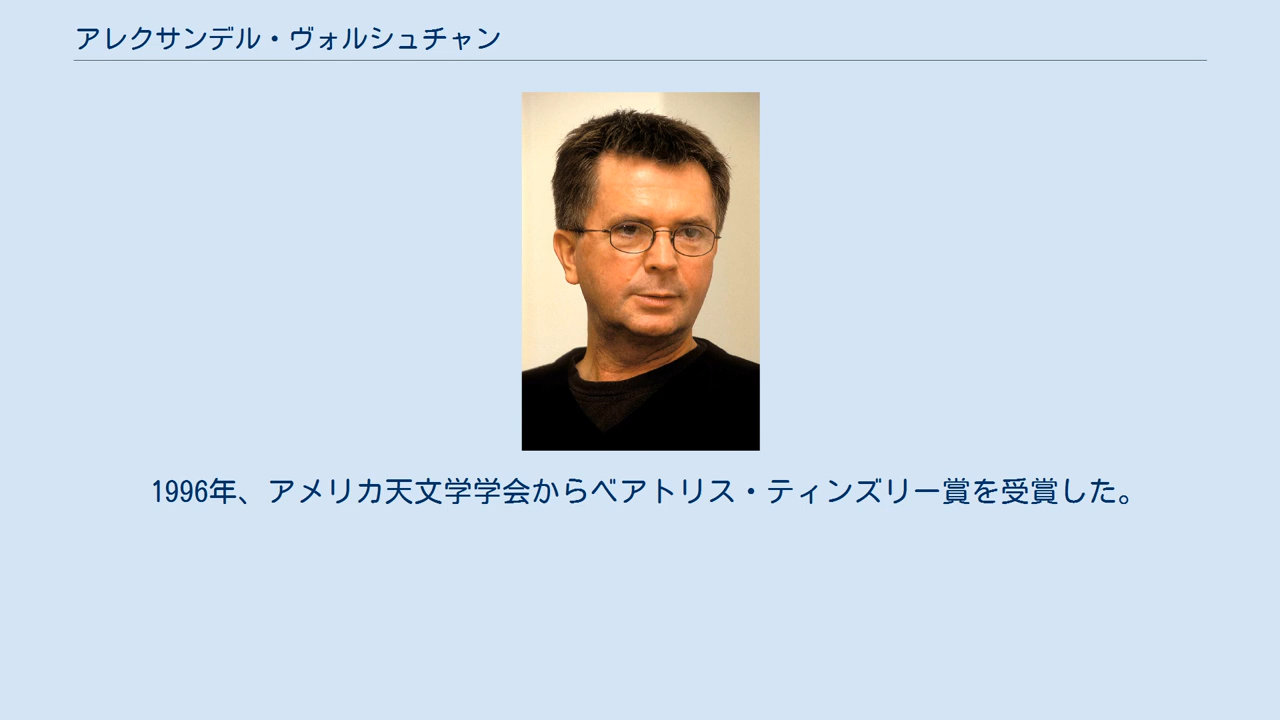 アレクサンデル・ヴォルシュチャン
1996年、アメリカ天文学学会からベアトリス・ティンズリー賞を受賞した。